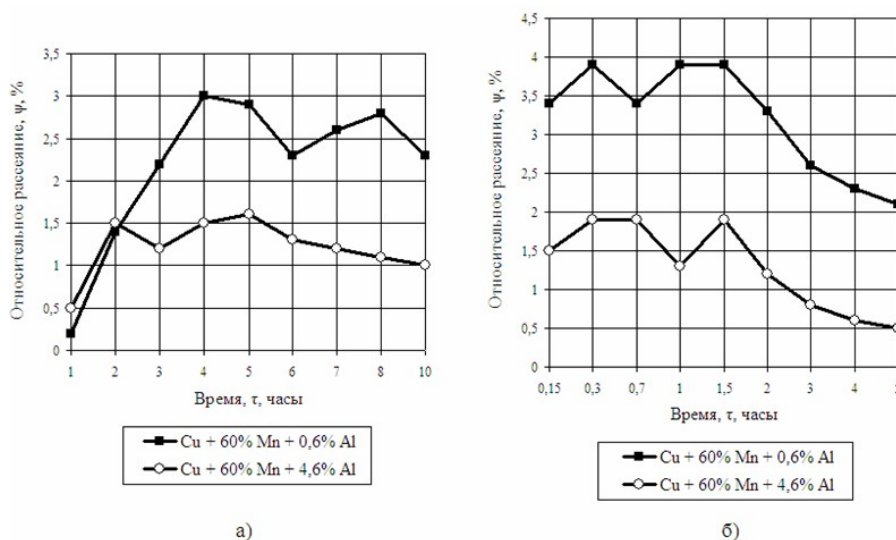 Относительное рассеяние, ψ, %
3,5
3
2,5
2
1,5
1
0,5
0
1 2 3 4 5 6 7 8 10
Время, τ, часы
Cu + 60% Mn + 0,6% Al
Cu + 60% Mn + 4,6% Al
а)
Относительное рассеяние, ψ, %
4,5
4
3,5
3
2,5
2
1,5
1
0,5
0
0,15 0,3 0,7 1 1,5 2 3 4
Время, τ, часы
Cu + 60% Mn + 0,6% Al
Cu + 60% Mn + 4,6% Al
б)